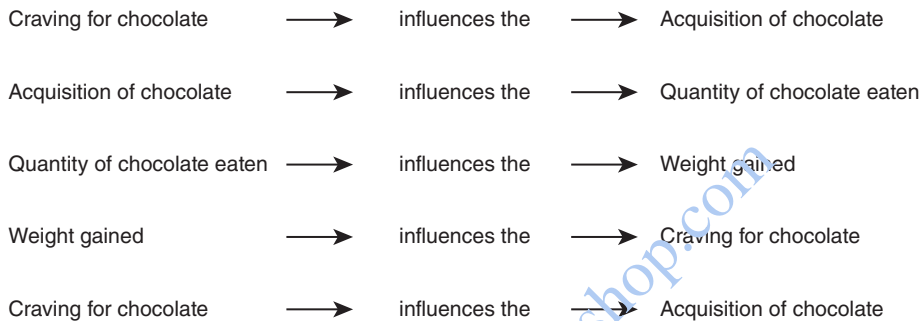 Craving for chocolate influences the Acquisition of chocolate
Acquisition of chocolate influences the Quantity of chocolate eaten
Quantity of chocolate eaten influences the Weight gained
Weight gained influences the Craving for chocolate
Craving for chocolate influences the Acquisition of chocolate
shop.com